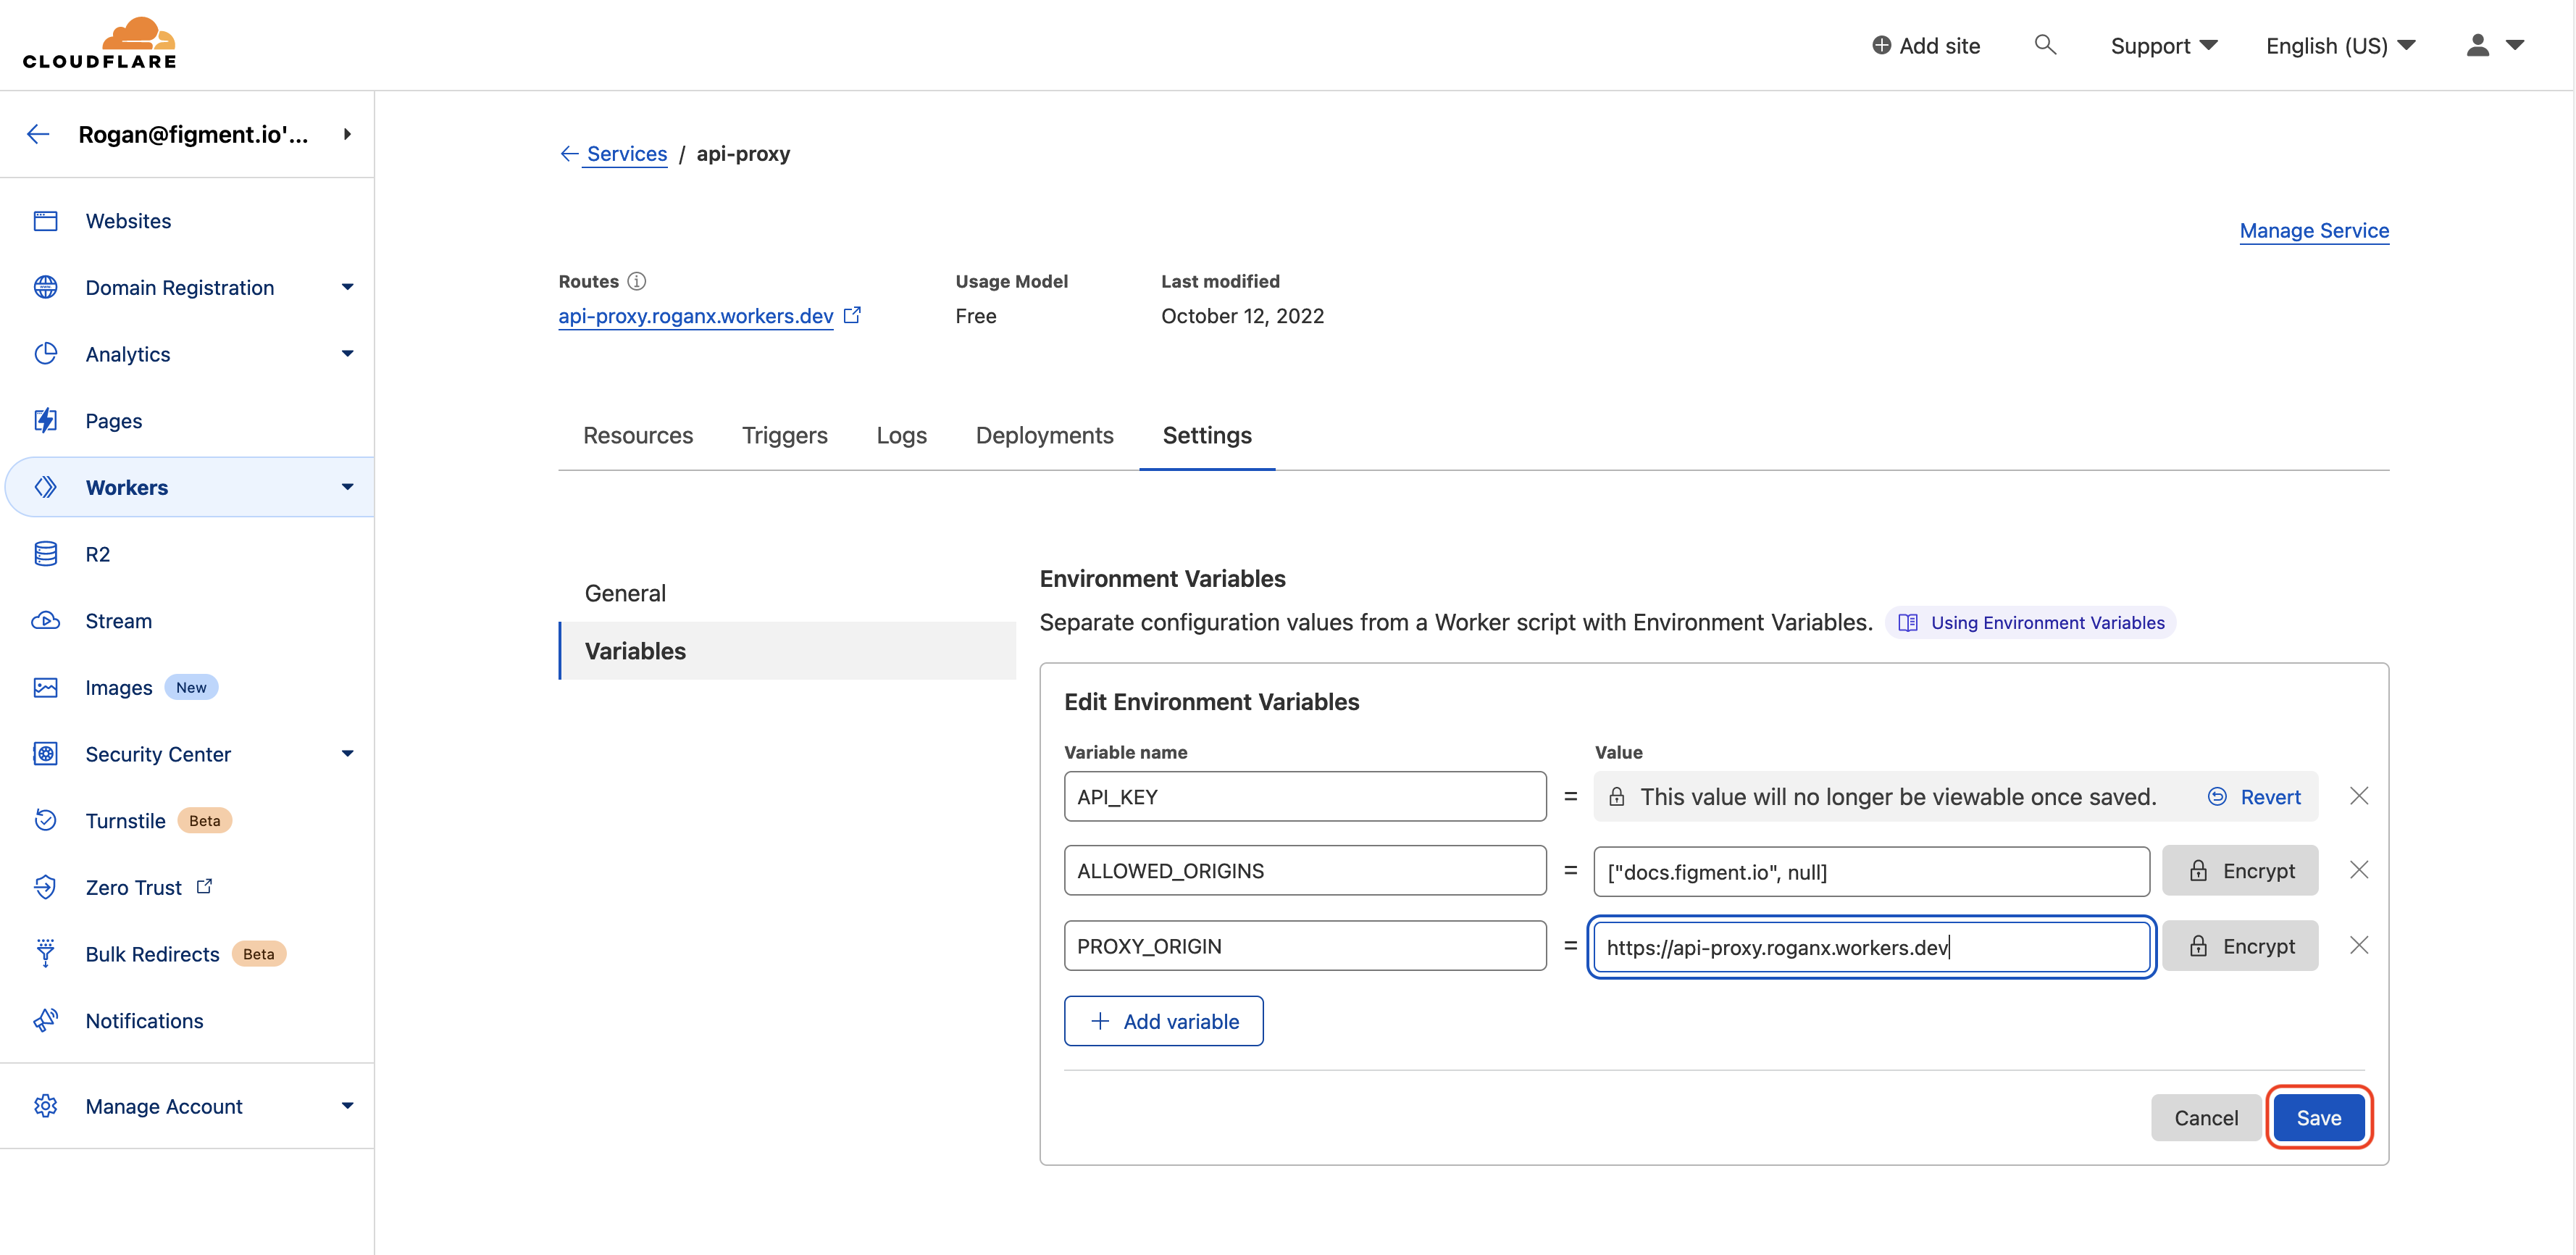 CLOUDFLARE
Add site
Support
English (US)
Rogan@figment.io'...
Websites
Domain Registration
Analytics
Pages
Workers
R2
Stream
Images New
Security Center
Turnstile Beta
Zero Trust
Bulk Redirects Beta
Notifications
Manage Account
Services / api-proxy
Manage Service
Routes
Usage Model
Last modified
api-proxy.roganx.workers.dev
Free
October 12, 2022
Resources Triggers Logs Deployments Settings
General
Variables
Environment Variables
Separate configuration values from a Worker script with Environment Variables. Using Environment Variables
Edit Environment Variables
Variable name Value
API_KEY = This value will no longer be viewable once saved. Revert
ALLOWED_ORIGINS = ["docs.figment.io", null] Encrypt
PROXY_ORIGIN = https://api-proxy.roganx.workers.dev Encrypt
Add variable
Cancel Save